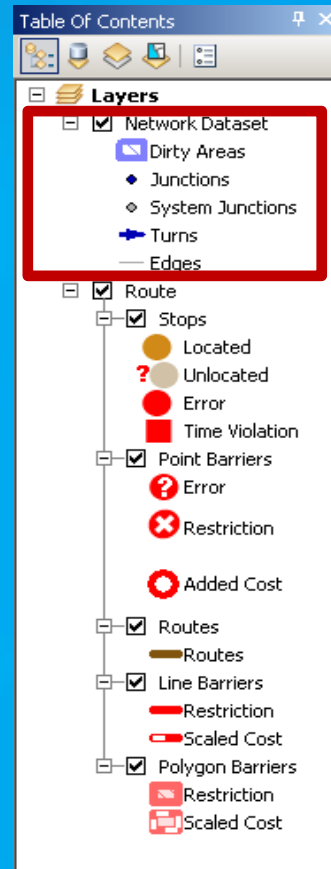 Table Of Contents
Layers
Network Dataset
Dirty Areas
Junctions
System Junctions
Turns
Edges
Route
Stops
Located
? Unlocated
Error
Time Violation
Point Barriers
? Error
Restriction
Added Cost
Routes
Routes
Line Barriers
Restriction
Scaled Cost
Polygon Barriers
Restriction
Scaled Cost